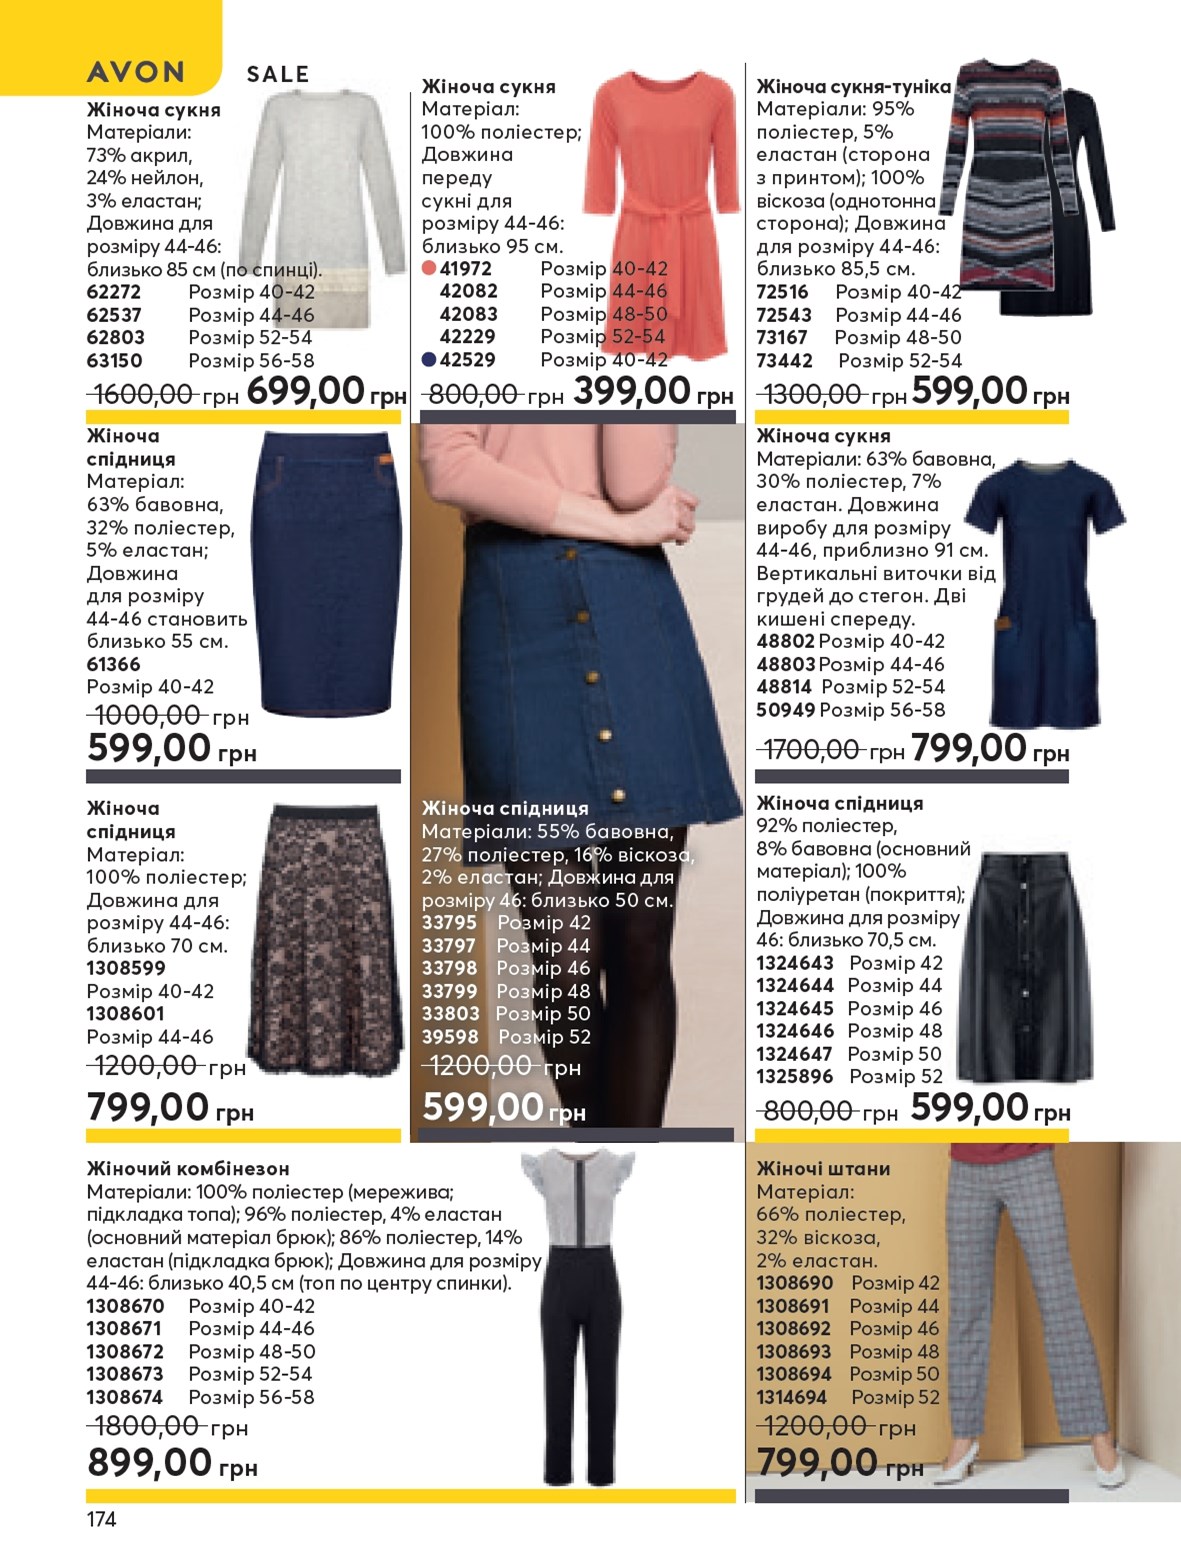 AVON
SALE
Жіноча сукня
Матеріали:
73% акрил,
24% нейлон,
3% еластан;
Довжина для
розміру 44-46:
близько 85 см (по спинці).
62272 Розмір 40-42
62537 Розмір 44-46
62803 Розмір 52-54
63150 Розмір 56-58
1600,00 грн 699,00 грн
Жіноча сукня
Матеріал:
100% поліестер;
Довжина
переду
сукні для
розміру 44-46:
близько 95 см.
41972 Розмір 40-42
42082 Розмір 44-46
42083 Розмір 48-50
42229 Розмір 52-54
42529 Розмір 40-42
800,00 грн 399,00 грн
Жіноча сукня-туніка
Матеріали: 95%
поліестер, 5%
еластан (сторона
з принтом); 100%
віскоза (однотонна
сторона); Довжина
для розміру 44-46:
близько 85,5 см.
72516 Розмір 40-42
72543 Розмір 44-46
73167 Розмір 48-50
73442 Розмір 52-54
1300,00 грн 599,00 грн
Жіноча
спідниця
Матеріал:
63% бавовна,
32% поліестер,
5% еластан;
Довжина
для розміру
44-46 становить
близько 55 см.
61366
Розмір 40-42
1000,00 грн
599,00 грн
Жіноча сукня
Матеріали: 63% бавовна,
30% поліестер, 7%
еластан. Довжина
виробу для розміру
44-46, приблизно 91 см.
Вертикальні виточки від
грудей до стегон. Дві
кишені спереду.
48802 Розмір 40-42
48803 Розмір 44-46
48814 Розмір 52-54
50949 Розмір 56-58
1700,00 грн 799,00 грн
Жіноча
спідниця
Матеріал:
100% поліестер;
Довжина для
розміру 44-46:
близько 70 см.
1308599
Розмір 40-42
1308601
Розмір 44-46
1200,00 грн
799,00 грн
Жіноча спідниця
Матеріали: 55% бавовна,
27% поліестер, 16% віскоза,
2% еластан; Довжина для
розміру 46: близько 50 см.
33795 Розмір 42
33797 Розмір 44
33798 Розмір 46
33799 Розмір 48
33803 Розмір 50
39598 Розмір 52
1200,00 грн
599,00 грн
Жіноча спідниця
92% поліестер,
8% бавовна (основний
матеріал); 100%
поліуретан (покриття);
Довжина для розміру
46: близько 70,5 см.
1324643 Розмір 42
1324644 Розмір 44
1324645 Розмір 46
1324646 Розмір 48
1324647 Розмір 50
1325896 Розмір 52
800,00 грн 599,00 грн
Жіночий комбінезон
Матеріали: 100% поліестер (мережива;
підкладка топа); 96% поліестер, 4% еластан
(основний матеріал брюк); 86% поліестер, 14%
еластан (підкладка брюк); Довжина для розміру
44-46: близько 40,5 см (топ по центру спинки).
1308670 Розмір 40-42
1308671 Розмір 44-46
1308672 Розмір 48-50
1308673 Розмір 52-54
1308674 Розмір 56-58
1800,00 грн
899,00 грн
Жіночі штани
Матеріал:
66% поліестер,
32% віскоза,
2% еластан.
1308690 Розмір 42
1308691 Розмір 44
1308692 Розмір 46
1308693 Розмір 48
1308694 Розмір 50
1314694 Розмір 52
1200,00 грн
799,00 грн
174